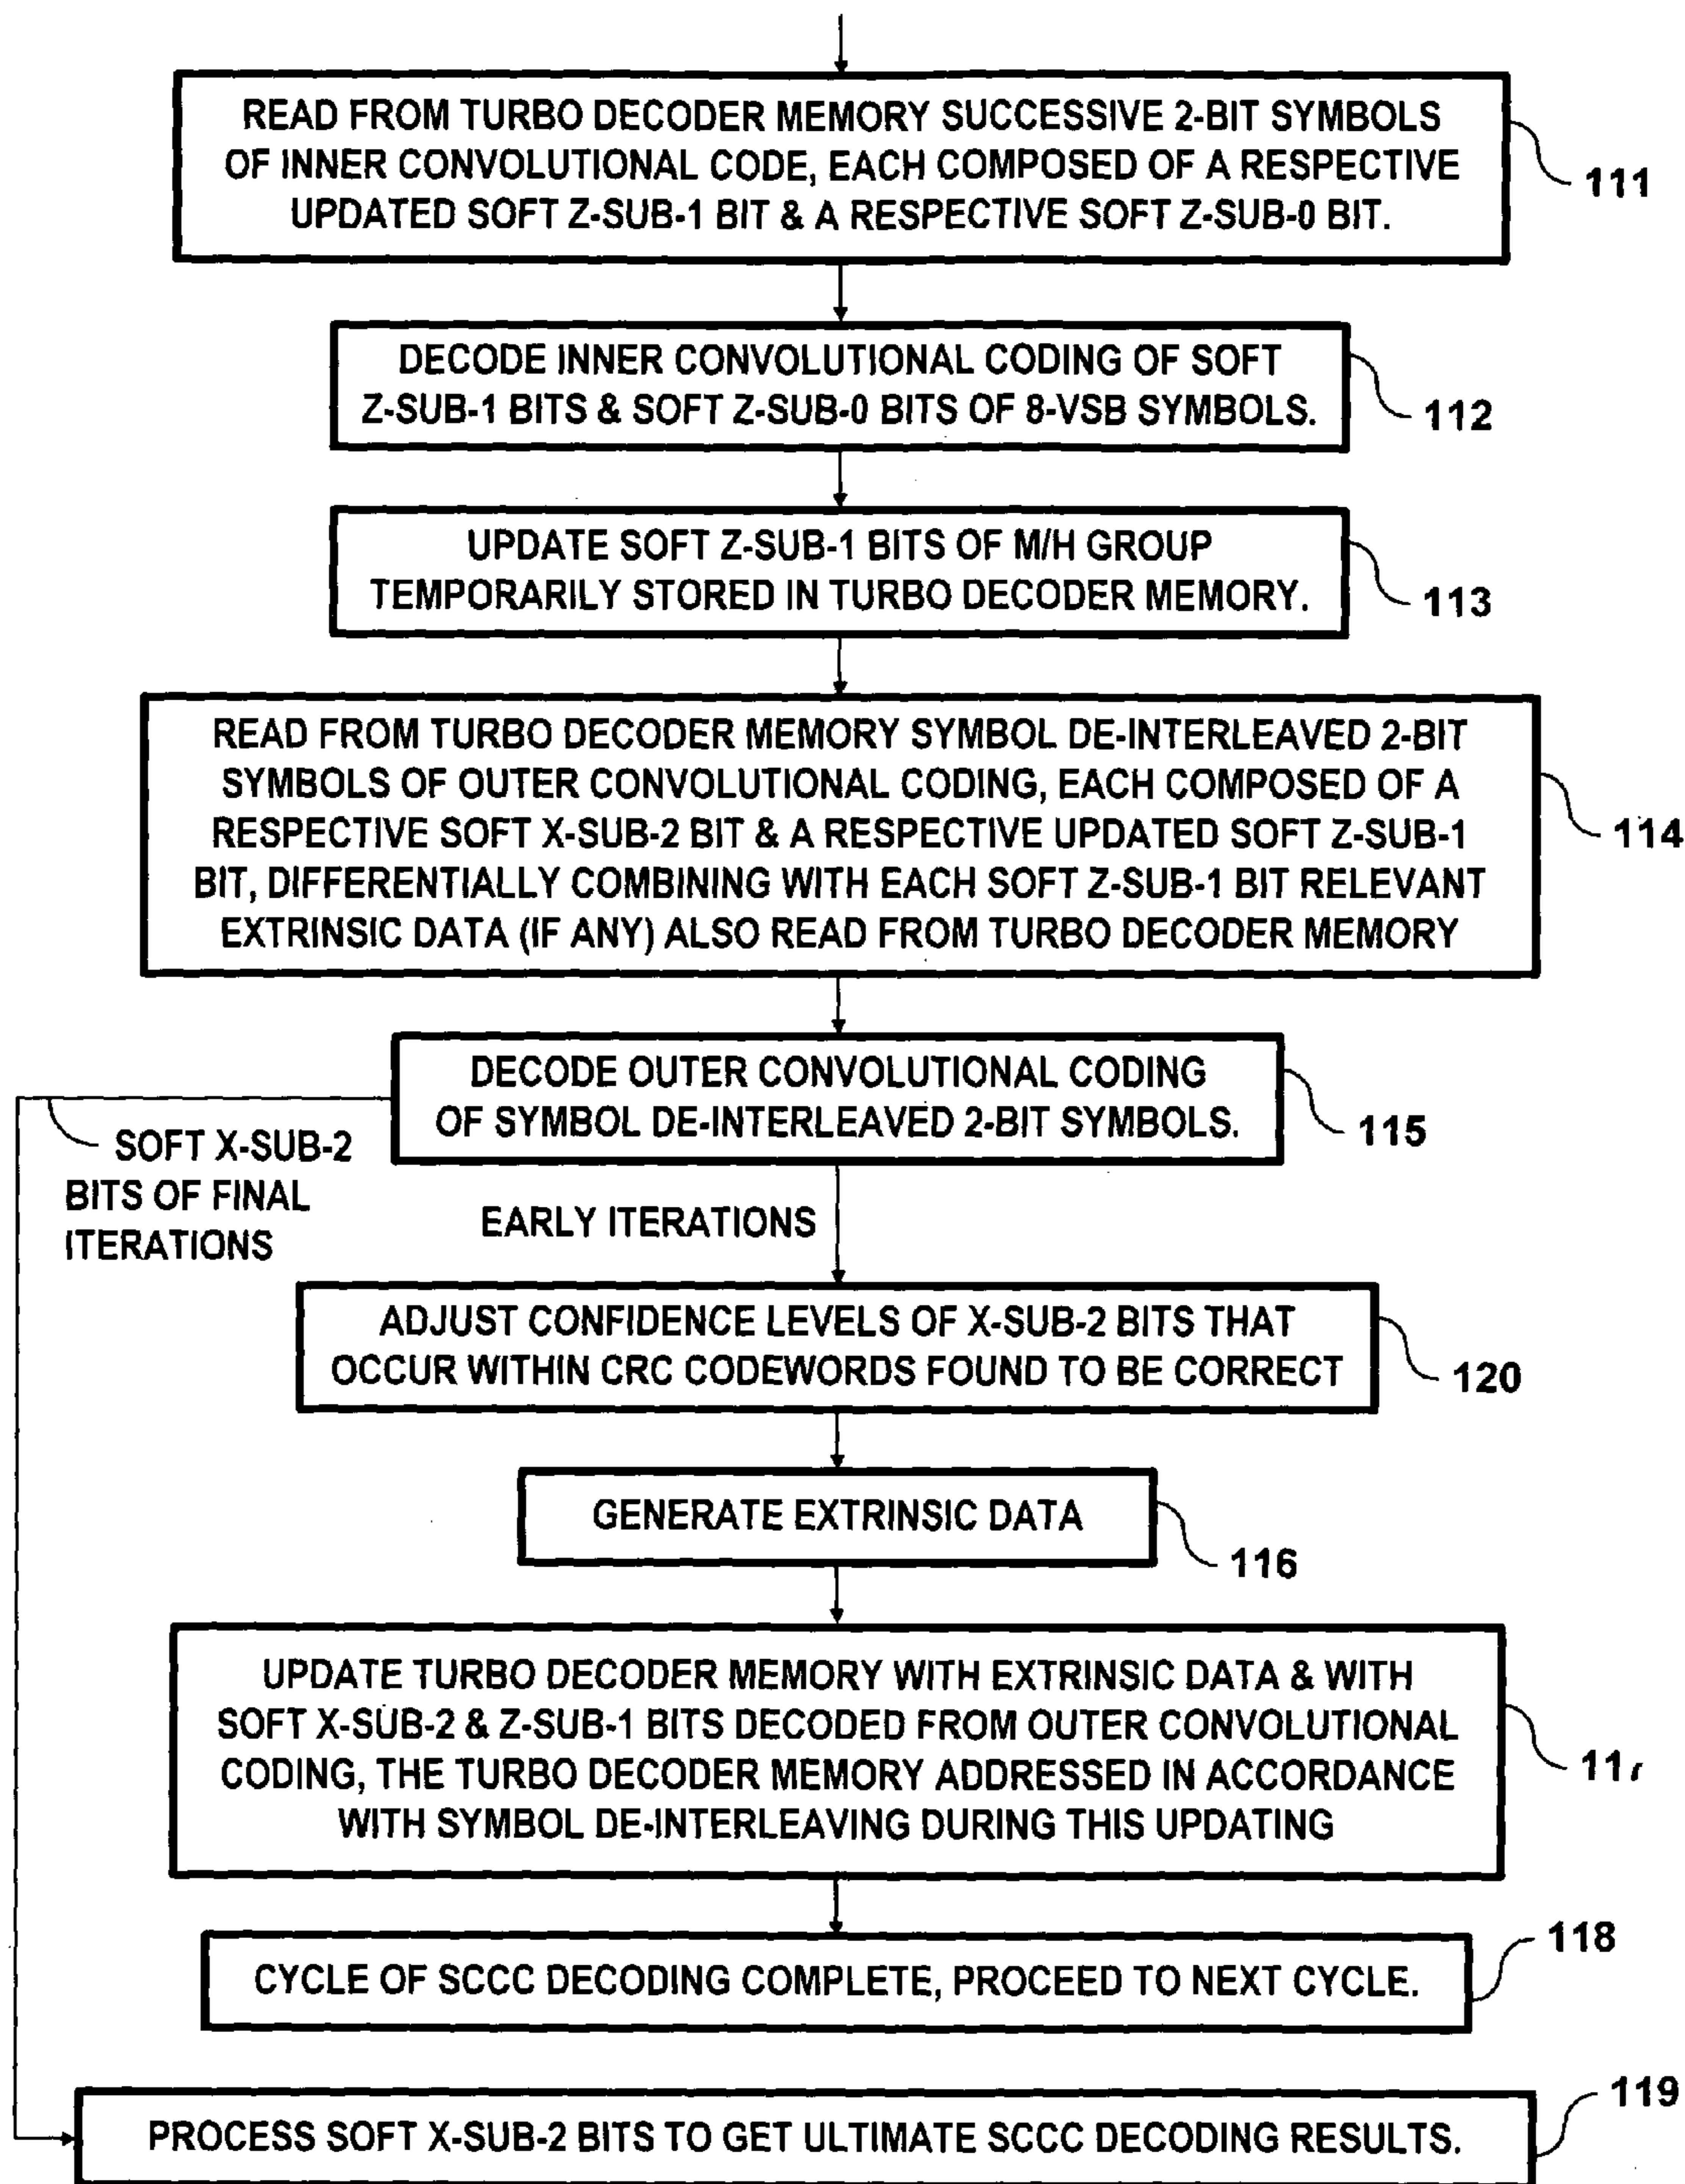 READ FROM TURBO DECODER MEMORY SUCCESSIVE 2-BIT SYMBOLS
OF INNER CONVOLUTIONAL CODE, EACH COMPOSED OF A RESPECTIVE
UPDATED SOFT Z-SUB-1 BIT & A RESPECTIVE SOFT Z-SUB-0 BIT.
111
DECODE INNER CONVOLUTIONAL CODING OF SOFT
Z-SUB-1 BITS & SOFT Z-SUB-0 BITS OF 8-VSB SYMBOLS.
112
UPDATE SOFT Z-SUB-1 BITS OF M/H GROUP
TEMPORARILY STORED IN TURBO DECODER MEMORY.
113
READ FROM TURBO DECODER MEMORY SYMBOL DE-INTERLEAVED 2-BIT
SYMBOLS OF OUTER CONVOLUTIONAL CODING, EACH COMPOSED OF A
RESPECTIVE SOFT X-SUB-2 BIT & A RESPECTIVE UPDATED SOFT Z-SUB-1
BIT, DIFFERENTIALLY COMBINING WITH EACH SOFT Z-SUB-1 BIT RELEVANT
EXTRINSIC DATA (IF ANY) ALSO READ FROM TURBO DECODER MEMORY
114
DECODE OUTER CONVOLUTIONAL CODING
OF SYMBOL DE-INTERLEAVED 2-BIT SYMBOLS.
115
SOFT X-SUB-2
BITS OF FINAL
ITERATIONS
EARLY ITERATIONS
ADJUST CONFIDENCE LEVELS OF X-SUB-2 BITS THAT
OCCUR WITHIN CRC CODEWORDS FOUND TO BE CORRECT
120
GENERATE EXTRINSIC DATA
116
UPDATE TURBO DECODER MEMORY WITH EXTRINSIC DATA & WITH
SOFT X-SUB-2 & Z-SUB-1 BITS DECODED FROM OUTER CONVOLUTIONAL
CODING, THE TURBO DECODER MEMORY ADDRESSED IN ACCORDANCE
WITH SYMBOL DE-INTERLEAVING DURING THIS UPDATING
CYCLE OF SCCC DECODING COMPLETE, PROCEED TO NEXT CYCLE.
118
PROCESS SOFT X-SUB-2 BITS TO GET ULTIMATE SCCC DECODING RESULTS.
119